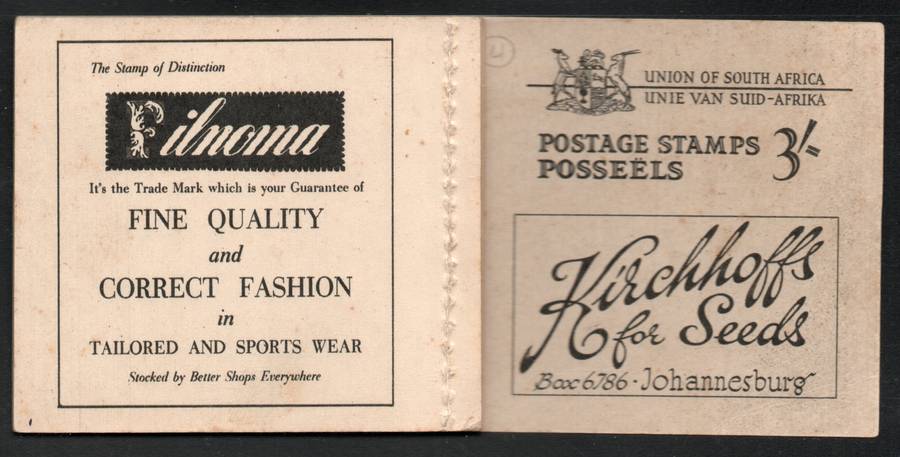 The Stamp of Distinction
Filnoma
It's the Trade Mark which is your Guarantee of
FINE QUALITY
and
CORRECT FASHION
in
TAILORED AND SPORTS WEAR
Stocked by Better Shops Everywhere
UNION OF SOUTH AFRICA
UNIE VAN SUID-AFRIKA
POSTAGE STAMPS 3/=
POSSEËLS
Kirchhoffs
for Seeds
Box 6786 · Johannesburg